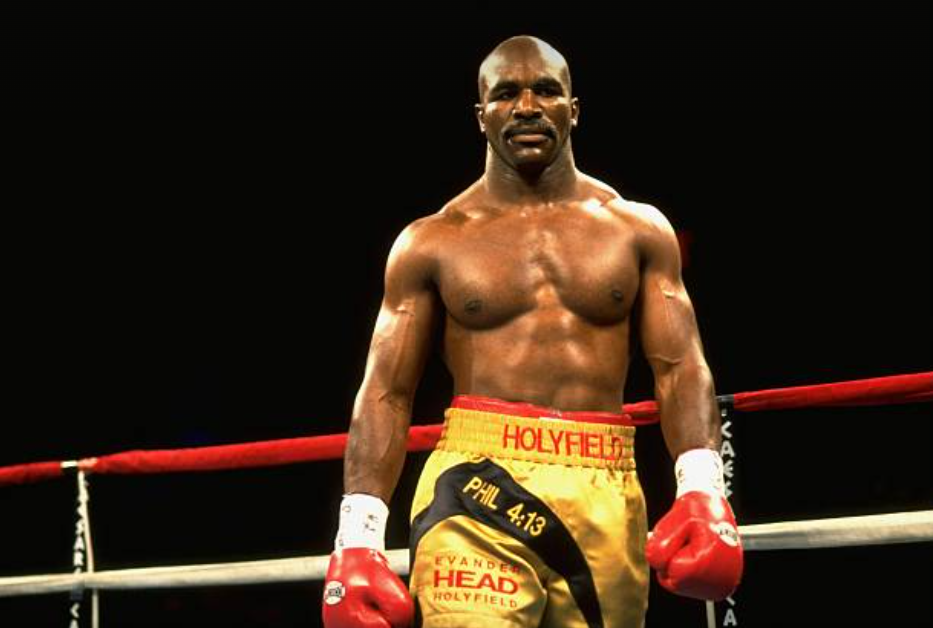 HOLYFIELD
PHIL 4:13
EVANDER
HEAD
HOLYFIELD